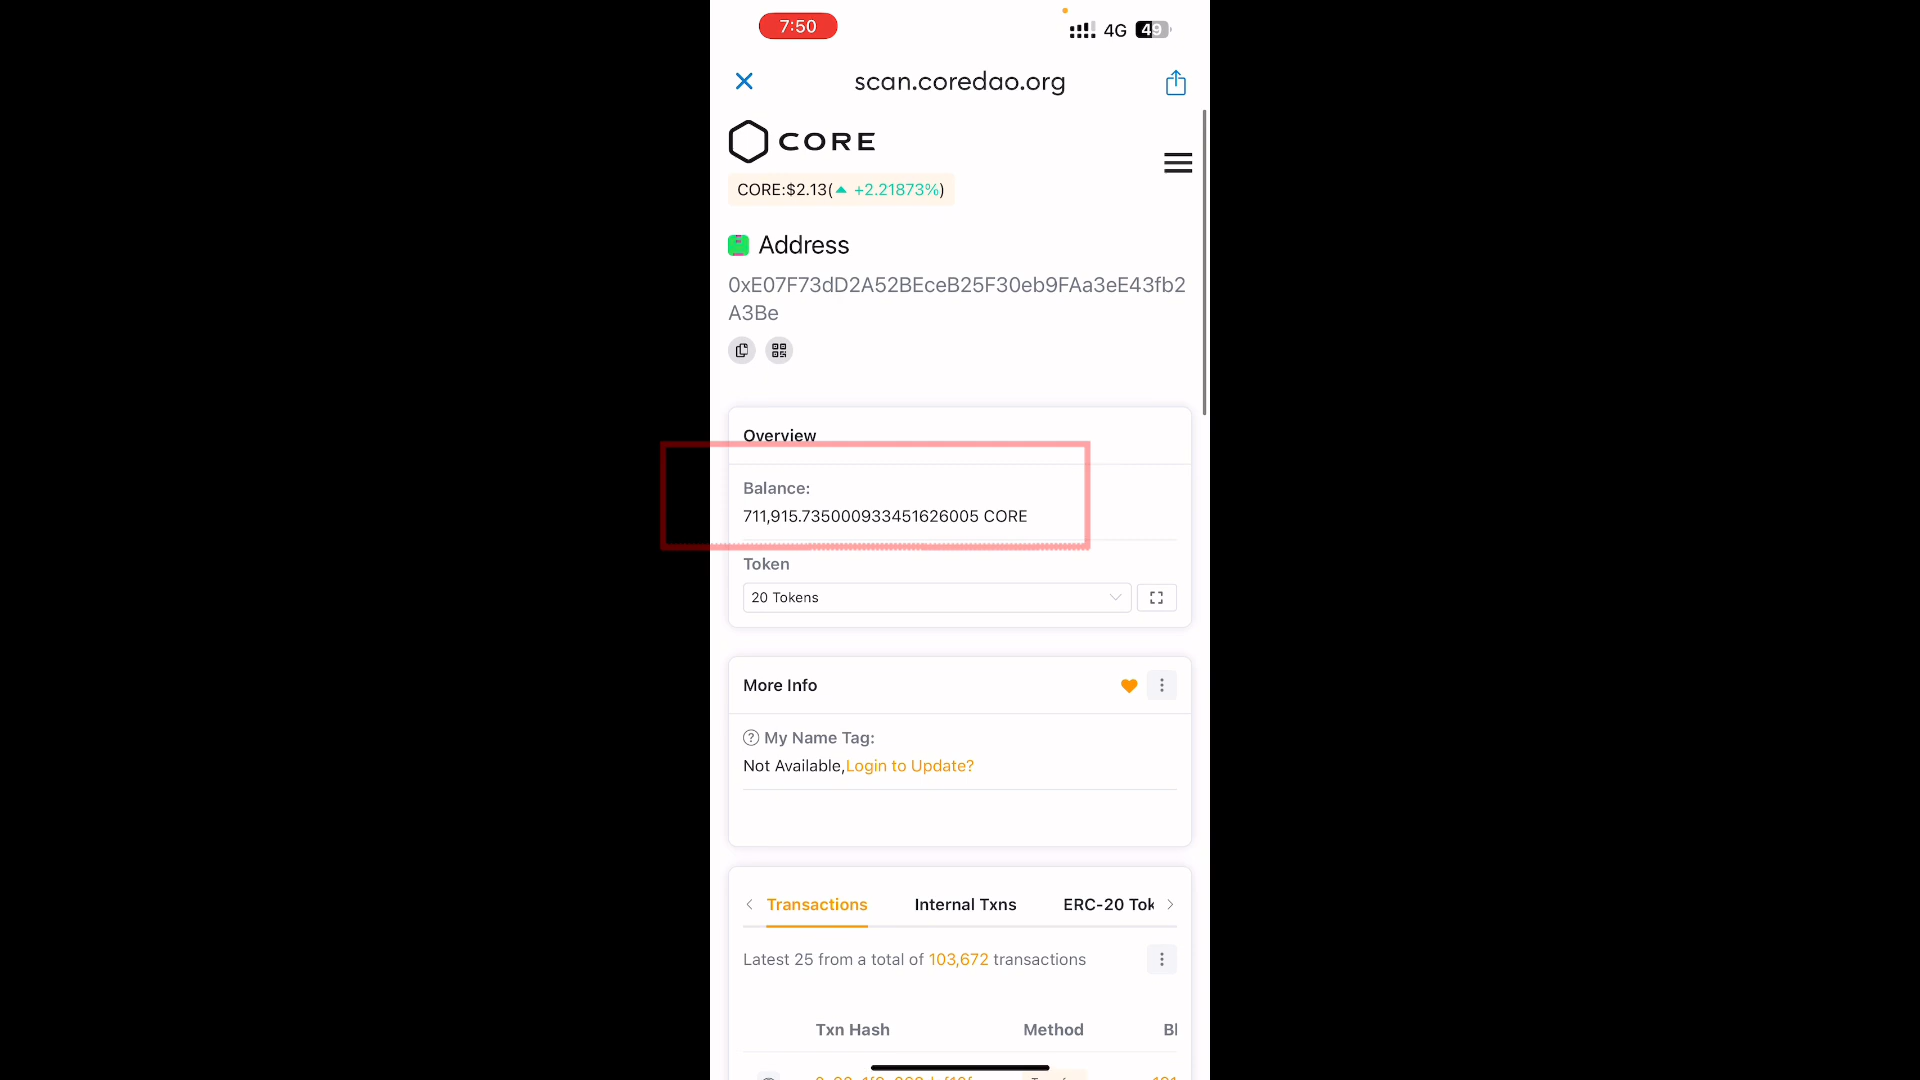 7:50
4G 49
scan.coredao.org
CORE
CORE:$2.13(▲ +2.21873%)
Address
0xE07F73dD2A52BEceB25F30eb9FAa3eE43fb2
A3Be
Overview
Balance:
711,915.735000933451626005 CORE
Token
20 Tokens
More Info
My Name Tag:
Not Available,Login to Update?
Transactions Internal Txns ERC-20 Tok
Latest 25 from a total of 103,672 transactions
Txn Hash Method Bl